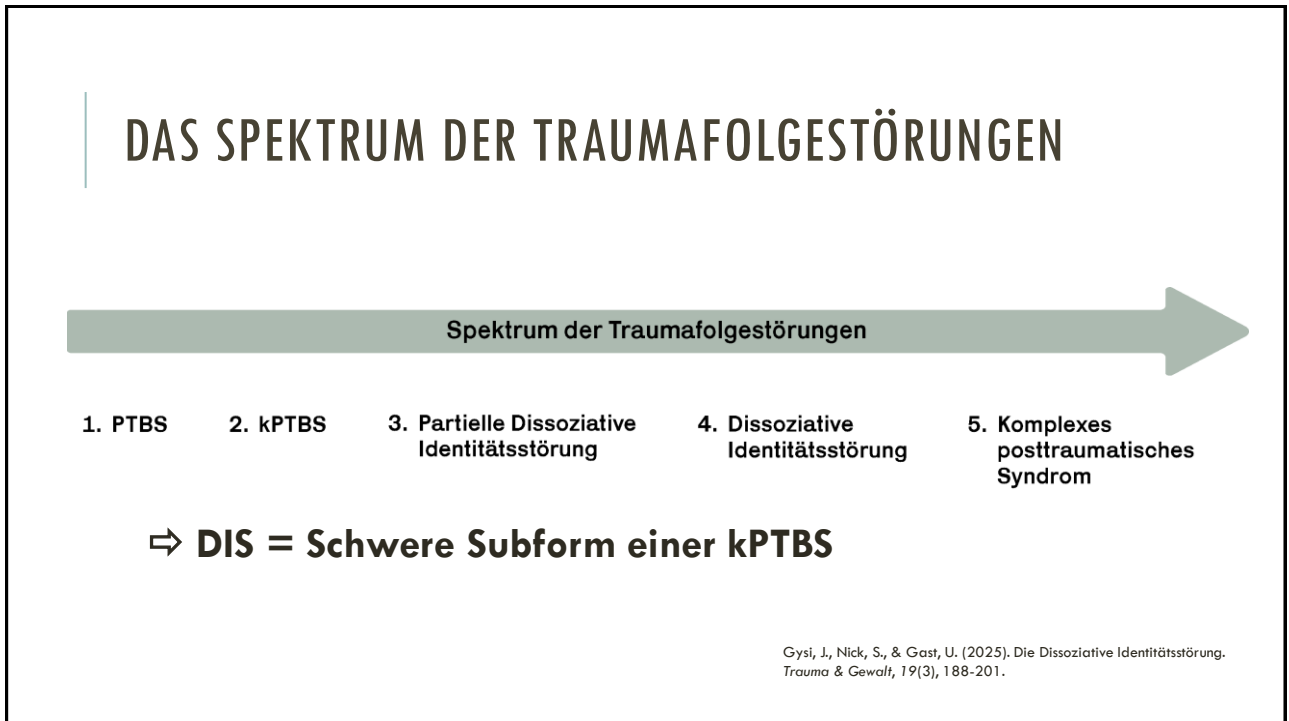 DAS SPEKTRUM DER TRAUMAFOLGESTÖRUNGEN
Spektrum der Traumafolgestörungen
1. PTBS
2. kPTBS
3. Partielle Dissoziative
Identitätsstörung
4. Dissoziative
Identitätsstörung
5. Komplexes
posttraumatisches
Syndrom
⇨ DIS = Schwere Subform einer kPTBS
Gysi, J., Nick, S., & Gast, U. (2025). Die Dissoziative Identitätsstörung.
Trauma & Gewalt, 19(3), 188-201.